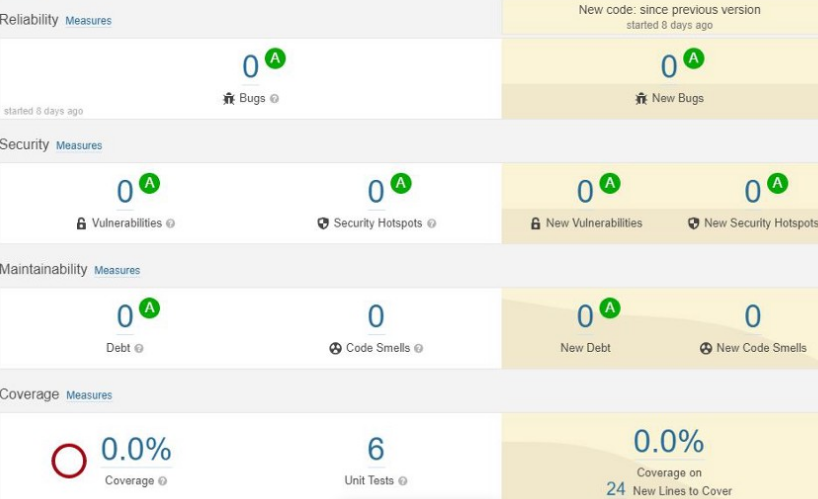 Reliability Measures
New code: since previous version
started 8 days ago
0 A
Bugs
started 8 days ago
0 A
New Bugs
Security Measures
0 A
Vulnerabilities
0 A
Security Hotspots
0 A
New Vulnerabilities
0 A
New Security Hotspots
Maintainability Measures
0 A
Debt
0
Code Smells
0 A
New Debt
0
New Code Smells
Coverage Measures
0.0%
Coverage
6
Unit Tests
0.0%
Coverage on
24 New Lines to Cover